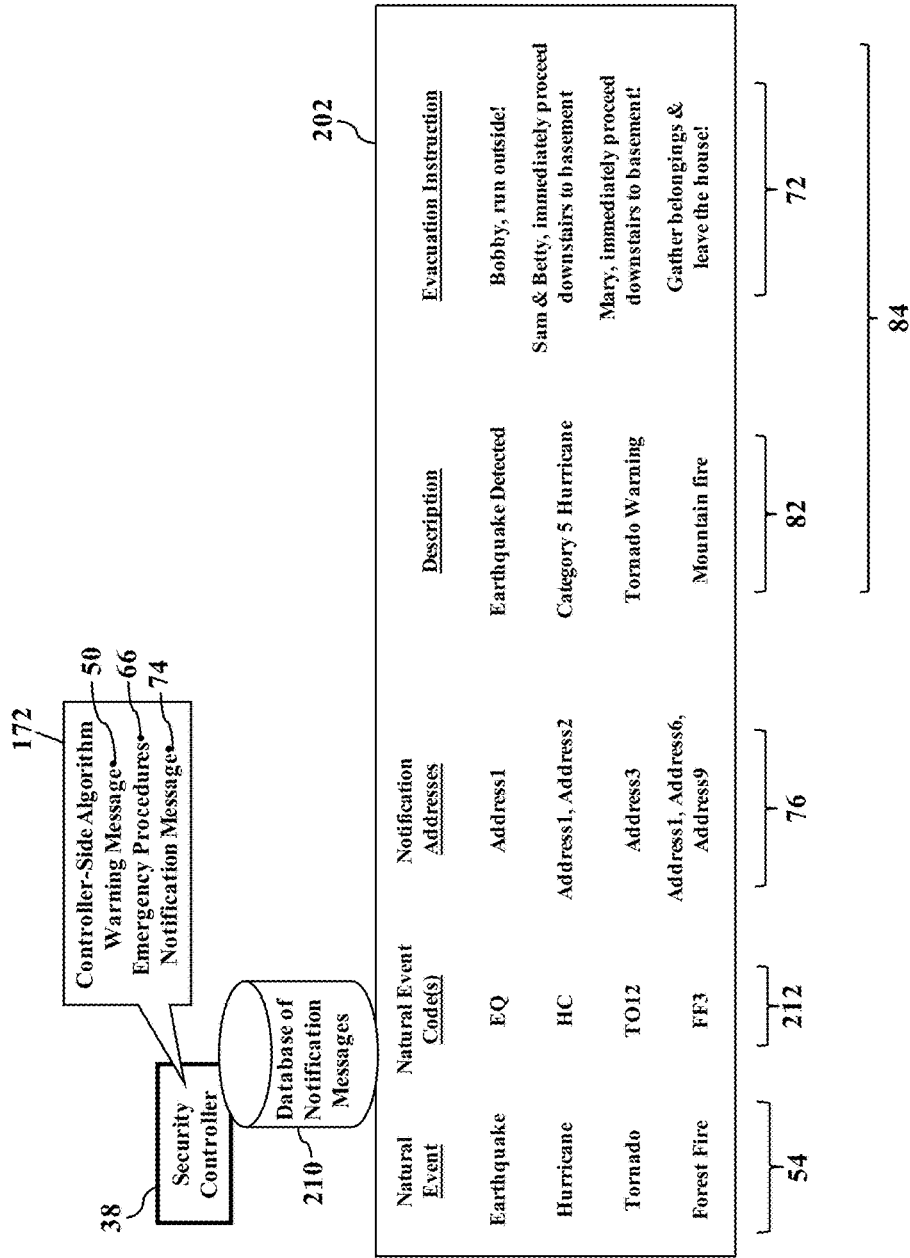 172
Controller-Side Algorithm
Warning Message
50
Emergency Procedures
66
Notification Message
74
38
Security
Controller
Database of
Notification
Messages
210
202
Natural
Event
Natural Event
Code(s)
Notification
Addresses
Description
Evacuation Instruction
Earthquake
EQ
Address1
Earthquake Detected
Bobby, run outside!
Hurricane
HC
Address1, Address2
Category 5 Hurricane
Sam & Betty, immediately proceed
downstairs to basement
Tornado
TO12
Address3
Tornado Warning
Mary, immediately proceed
downstairs to basement!
Forest Fire
FF3
Address1, Address6,
Address9
Mountain fire
Gather belongings &
leave the house!
54
212
76
82
72
84